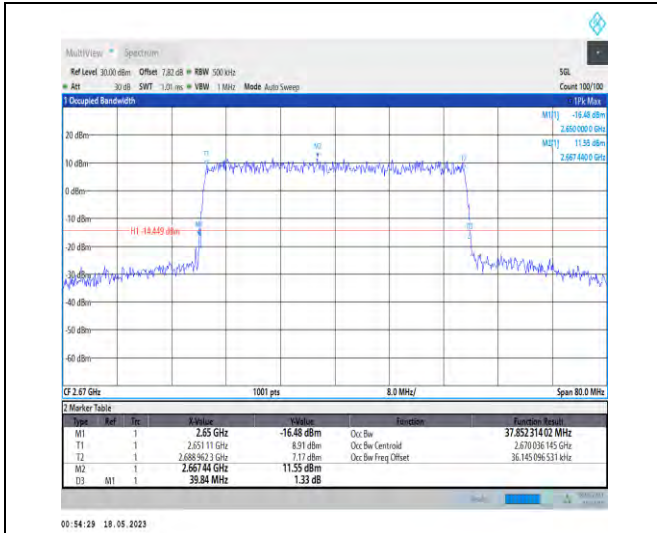 MultiView Spectrum
Ref Level 30.00 dBm Offset 7.82 dB RBW 500 kHz SGL
Att 30 dB SWT 1.01 ms VBW 1 MHz Mode Auto Sweep Count 100/100
1 Occupied Bandwidth 1Pk Max
M1[1] -16.48 dBm
2.650 000 0 GHz
M2[1] 11.55 dBm
2.667 440 0 GHz
20 dBm
M2
T1
10 dBm
0 dBm
-10 dBm
H1 -14.449 dBm
-30 dBm
-40 dBm
-50 dBm
-60 dBm
CF 2.67 GHz 1001 pts 8.0 MHz/ Span 80.0 MHz
2 Marker Table
Type Ref Trc X-Value Y-Value Function Function Result
M1 1 2.65 GHz -16.48 dBm Occ Bw 37.852 314 02 MHz
T1 1 2.651 11 GHz 8.91 dBm Occ Bw Centroid 2.670 036 145 GHz
T2 1 2.688 962 3 GHz 7.17 dBm Occ Bw Freq Offset 36.145 096 531 kHz
M2 1 2.667 44 GHz 11.55 dBm
D3 M1 1 39.84 MHz 1.33 dB
00:54:29 18.05.2023